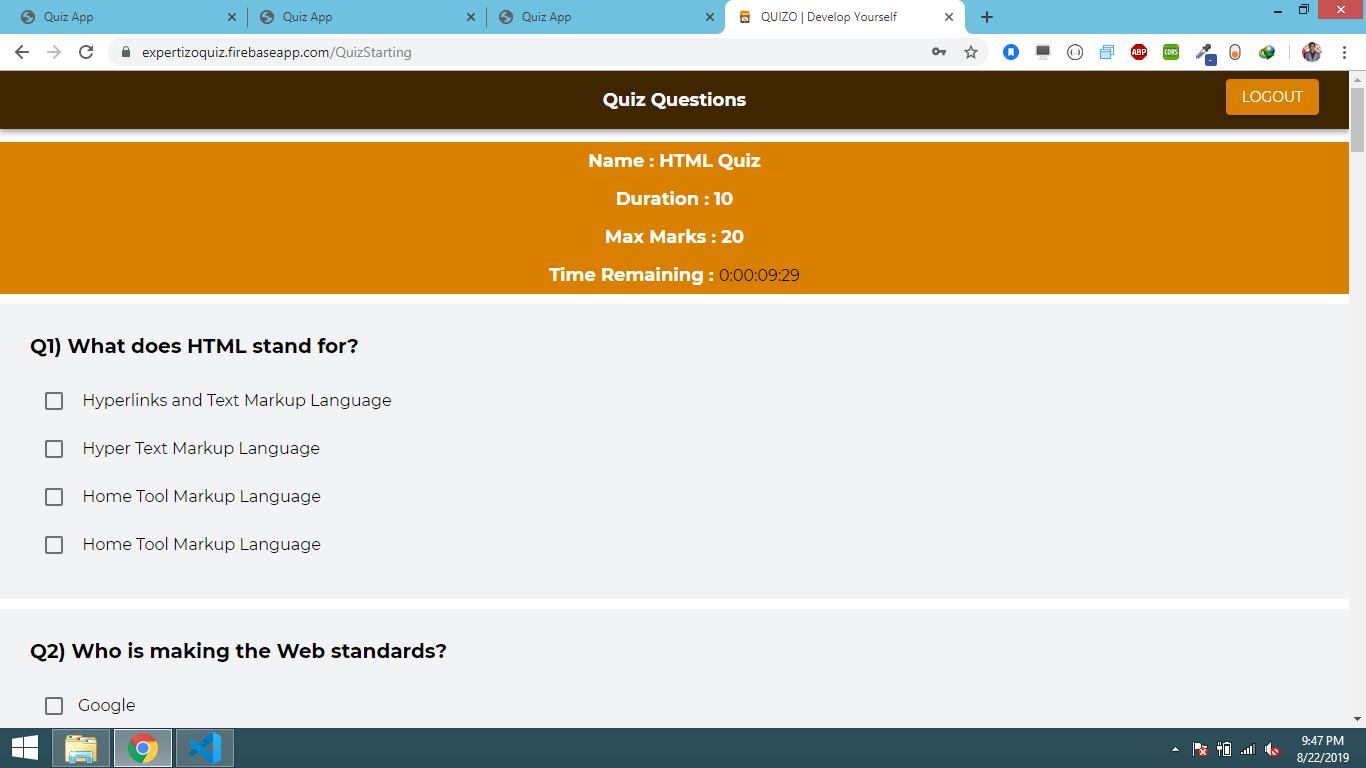 Quiz App
Quiz App
Quiz App
QUIZO | Develop Yourself
expertizoquiz.firebaseapp.com/QuizStarting
ABP
CORS
Quiz Questions
LOGOUT
Name : HTML Quiz
Duration : 10
Max Marks : 20
Time Remaining : 0:00:09:29
Q1) What does HTML stand for?
Hyperlinks and Text Markup Language
Hyper Text Markup Language
Home Tool Markup Language
Home Tool Markup Language
Q2) Who is making the Web standards?
Google
9:47 PM
8/22/2019